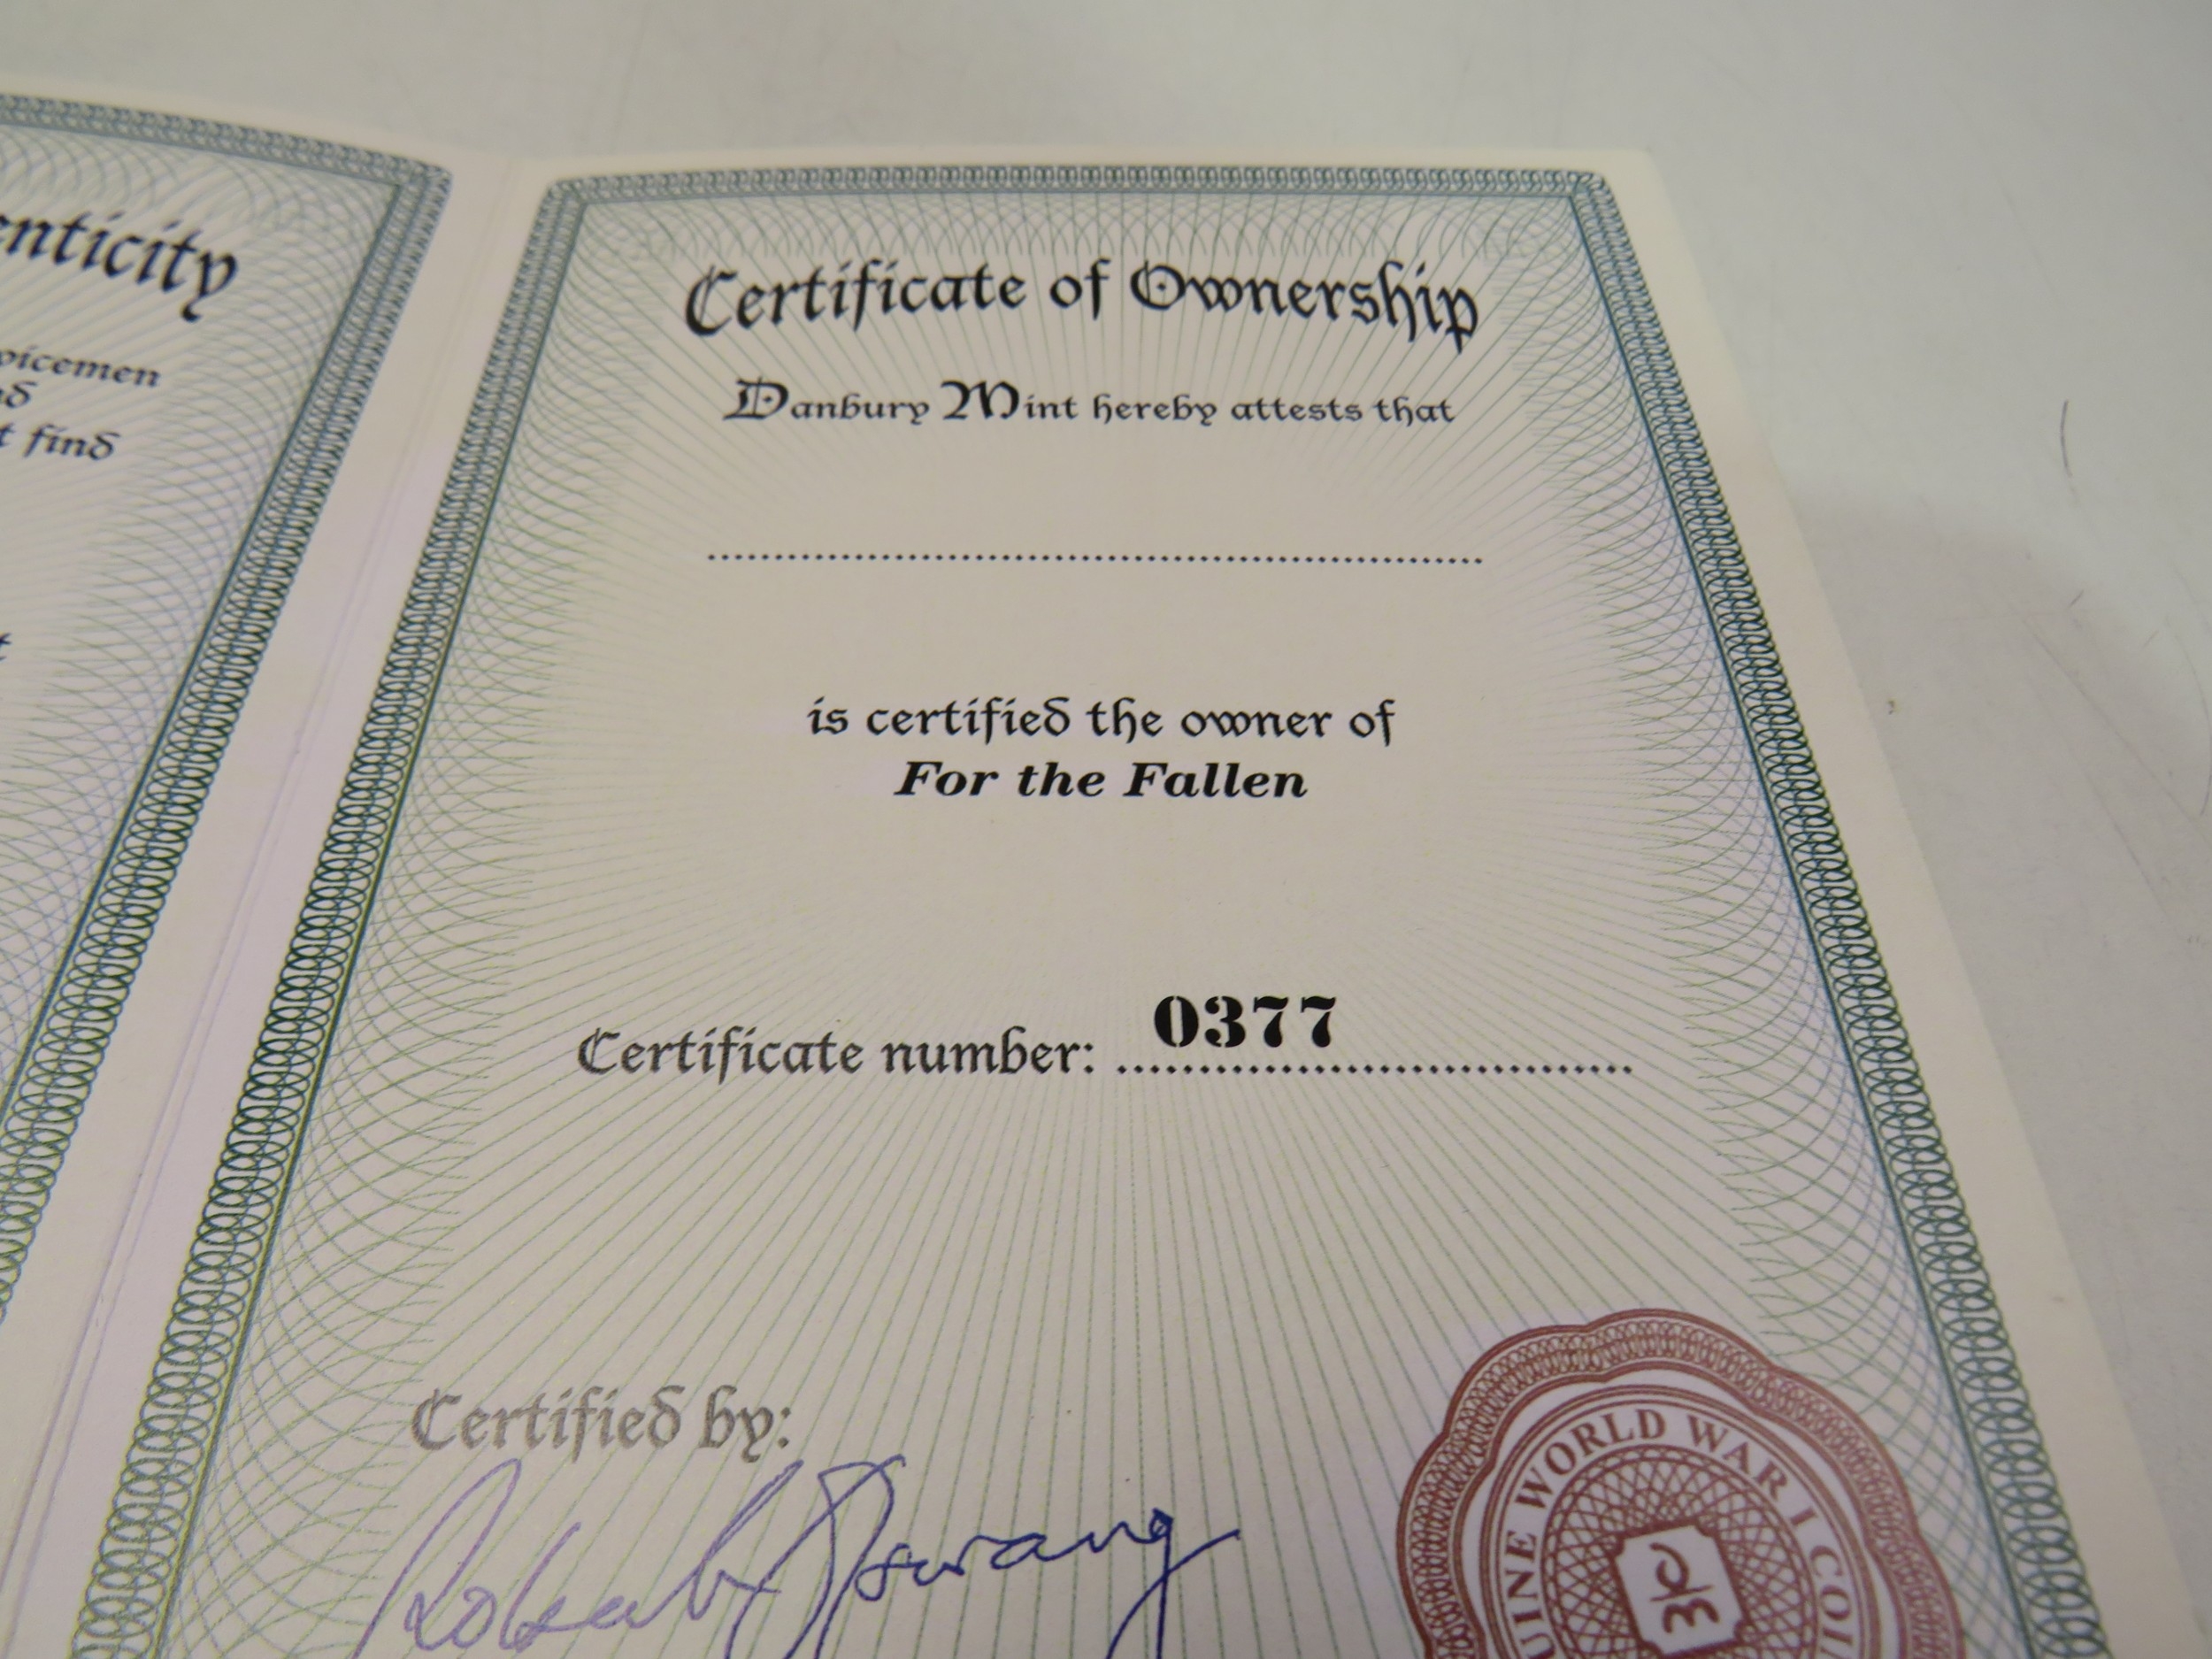 enticity
vicemen
t find
Certificate of Ownership
Danbury Mint hereby attests that
is certified the owner of
For the Fallen
Certificate number: 0377
Certified by:
WORLD WAR I